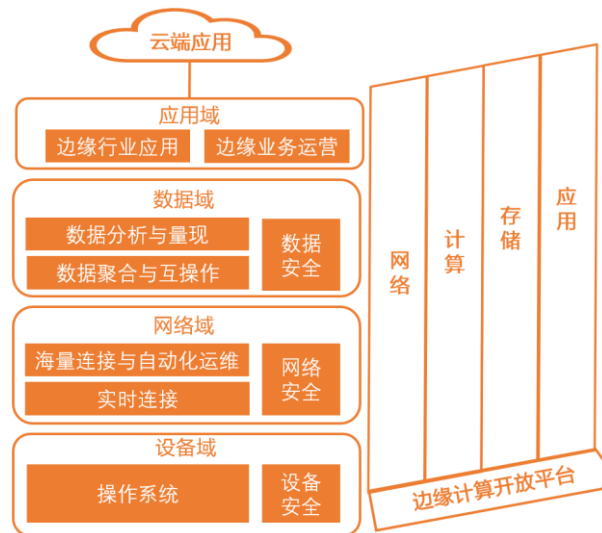 云端应用
应用域
边缘行业应用
边缘业务运营
数据域
数据分析与量现
数据聚合与互操作
数据
安全
网络域
海量连接与自动化运维
实时连接
网络
安全
设备域
操作系统
设备
安全
网络
计算
存储
应用
边缘计算开放平台